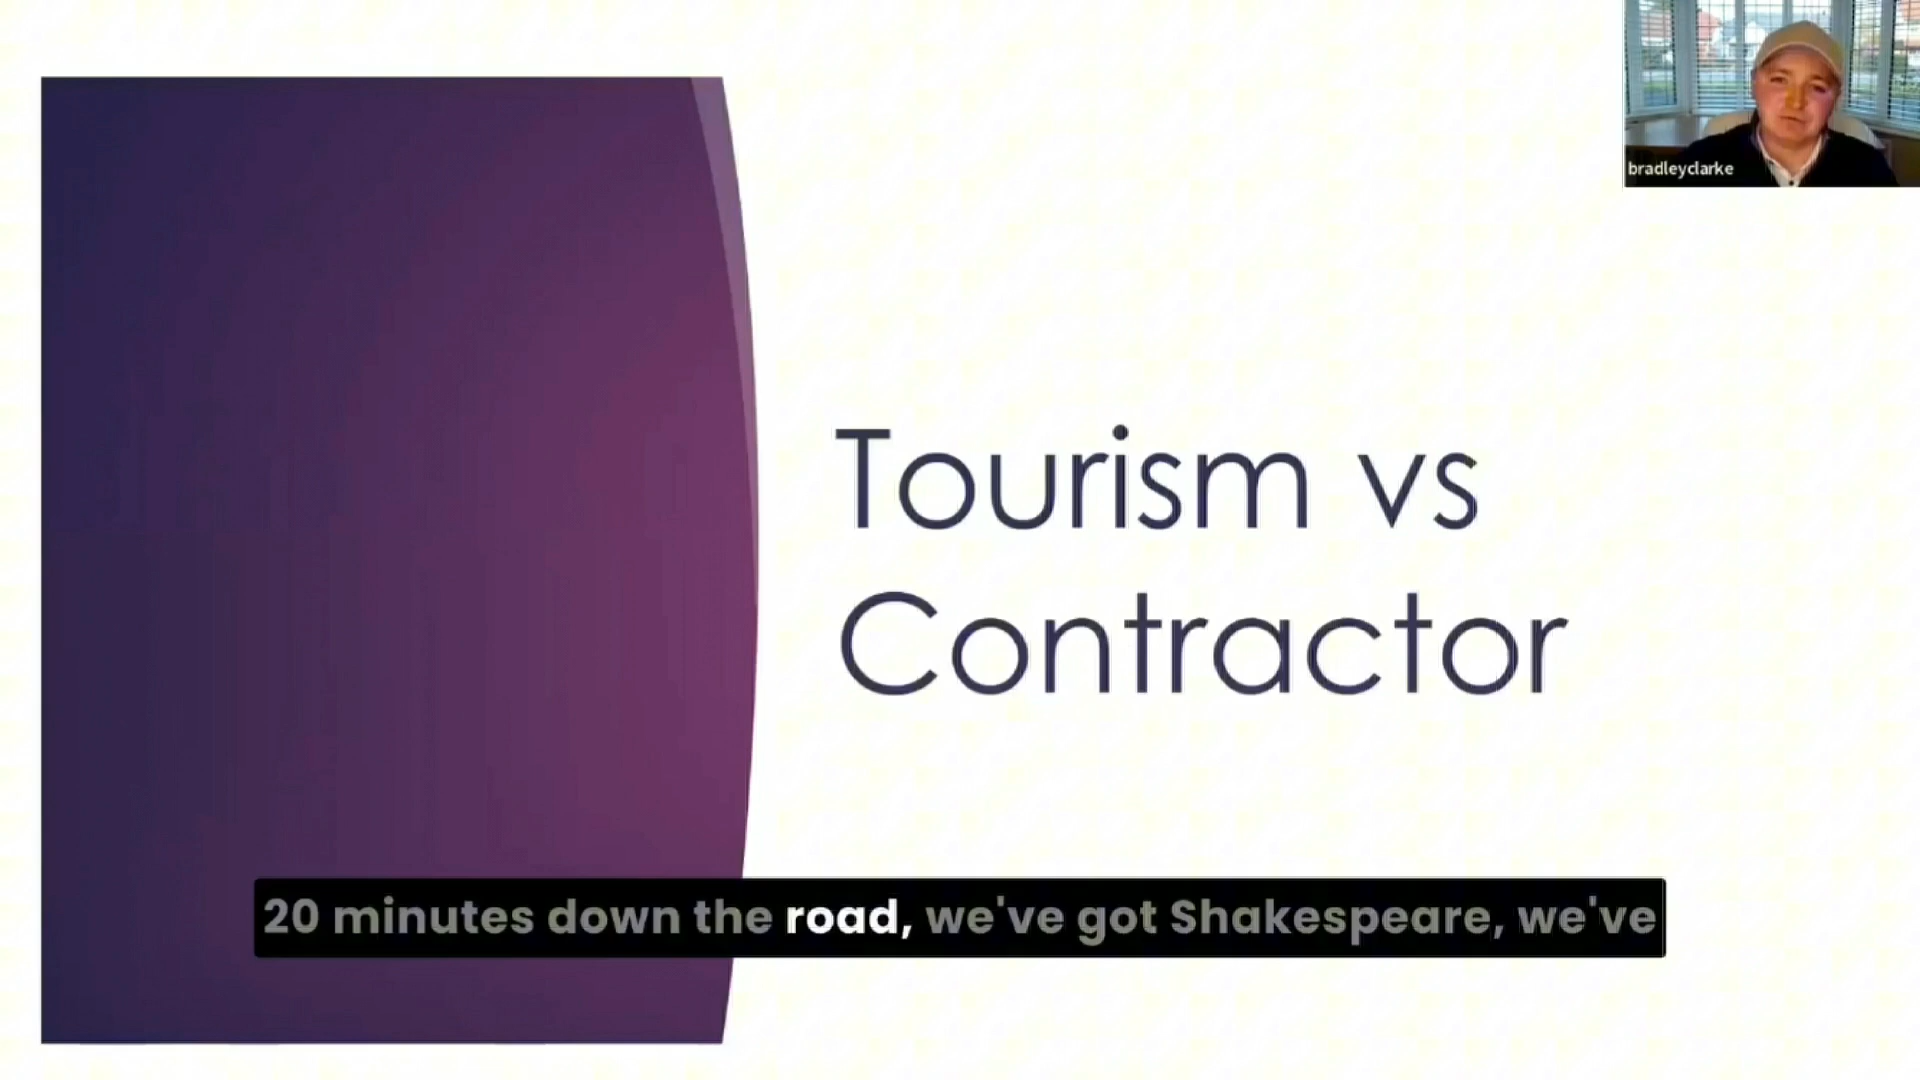 bradleyclarke
Tourism vs
Contractor
20 minutes down the road, we've got Shakespeare, we've